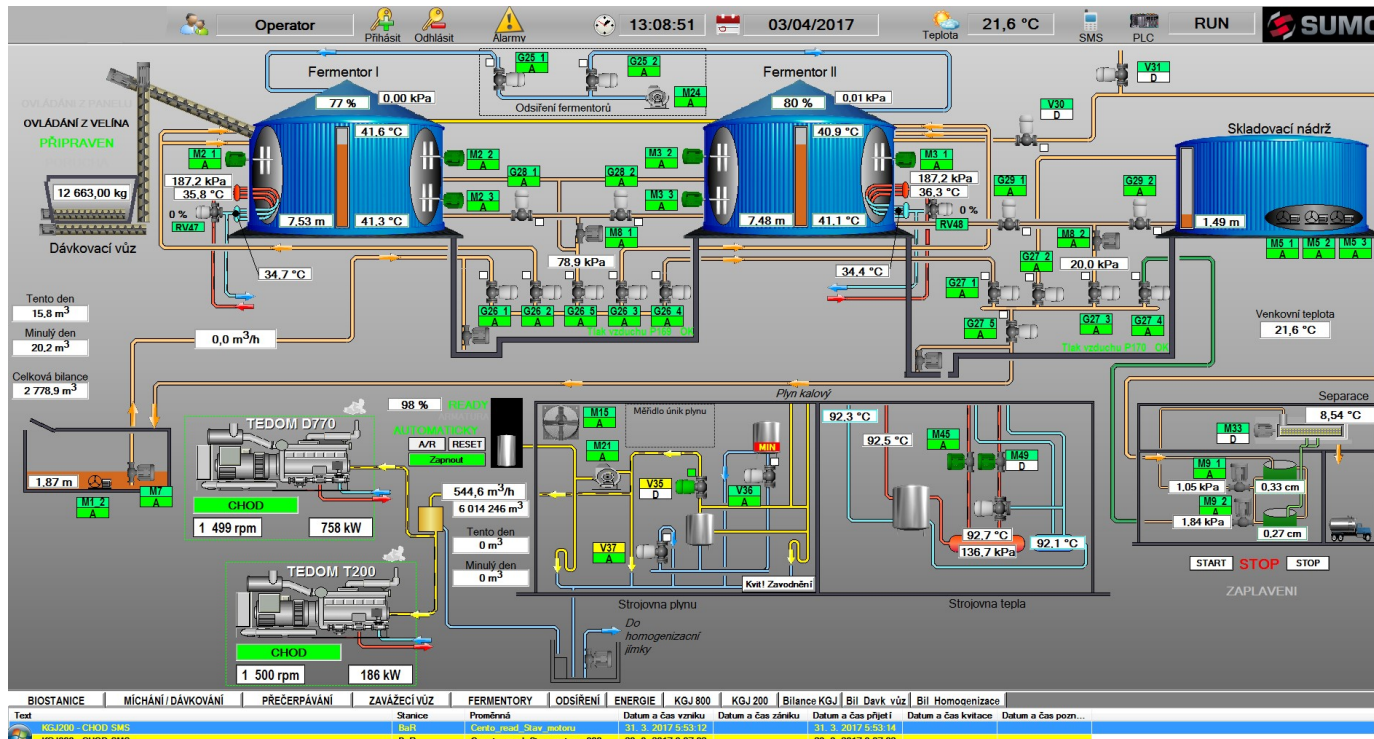 Operator
Přihásit
Odhlásit
Alarmy
13:08:51
03/04/2017
Teplota
21,6 °C
SMS
PLC
RUN
SUMO
OVLÁDÁNÍ Z PANELU
OVLÁDÁNÍ Z VELÍNA
PŘIPRAVEN
12 663,00 kg
Dávkovací vůz
Fermentor I
77 %
0,00 kPa
41,6 °C
7,53 m
41,3 °C
M2_1
A
187,2 kPa
35,8 °C
0 %
RV47
34,7 °C
M2_2
A
M2_3
A
G25_1
A
G25_2
A
M24
A
Odsíření fermentorů
G28_1
A
G28_2
A
M8_1
A
78,9 kPa
M3_2
A
M3_3
A
Fermentor II
80 %
0,01 kPa
40,9 °C
7,48 m
41,1 °C
M3_1
A
187,2 kPa
36,3 °C
0 %
RV48
34,4 °C
V30
D
V31
D
G29_1
A
G29_2
A
M8_2
A
20,0 kPa
Skladovací nádrž
1,49 m
M5_1
A
M5_2
A
M5_3
A
G26_1
A
G26_2
A
G26_5
A
G26_3
A
G26_4
A
Tlak vzduchu P168 OK
G27_1
A
G27_2
A
G27_5
A
G27_3
A
G27_4
A
Tlak vzduchu P170 OK
Venkovní teplota
21,6 °C
Tento den
15,8 m3
Minulý den
20,2 m3
Celková bilance
2 778,9 m3
0,0 m3/h
1,87 m
M1_2
A
M7
A
TEDOM D770
CHOD
1 499 rpm
758 kW
TEDOM T200
CHOD
1 500 rpm
186 kW
98 %
READY
AUTOMATICKY
A/R
RESET
Zapnout
544,6 m3/h
6 014 246 m3
Tento den
0 m3
Minulý den
0 m3
Plyn kalový
M15
A
Měřidlo únik plynu
M21
A
V35
D
V36
A
MIN
V37
A
Kvit! Zavodnění
Strojovna plynu
Do
homogenizacní
jímky
92,3 °C
92,5 °C
M45
A
M49
D
92,7 °C
136,7 kPa
92,1 °C
Strojovna tepla
Separace
8,54 °C
M33
D
M9_1
A
1,05 kPa
0,33 cm
M9_2
A
1,84 kPa
0,27 cm
START
STOP
STOP
ZAPLAVENI
BIOSTANICE
MÍCHÁNÍ / DÁVKOVÁNÍ
PŘEČERPÁVÁNÍ
ZAVÁŽECÍ VŮZ
FERMENTORY
ODSÍŘENÍ
ENERGIE
KGJ 800
KGJ 200
Bilance KGJ
Bil_Davk_vůz
Bil_Homogenizace
Text
Stanice
Proměnná
Datum a čas vzniku
Datum a čas zániku
Datum a čas přijetí
Datum a čas kvitace
Datum a čas pozn...
KGJ200 - CHOD SMS
BaR
Cento_read_Stav_motoru
31. 3. 2017 5:53:12
31. 3. 2017 5:53:14